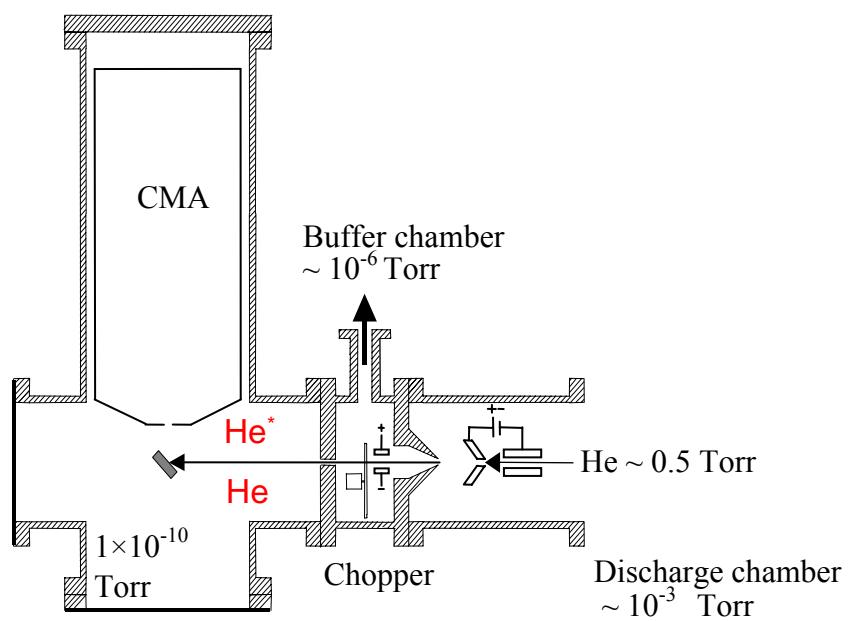 CMA
Buffer chamber
~ 10⁻⁶ Torr
He*
He
+
-
+-
He ~ 0.5 Torr
1×10⁻¹⁰
Torr
Chopper
Discharge chamber
~ 10⁻³ Torr